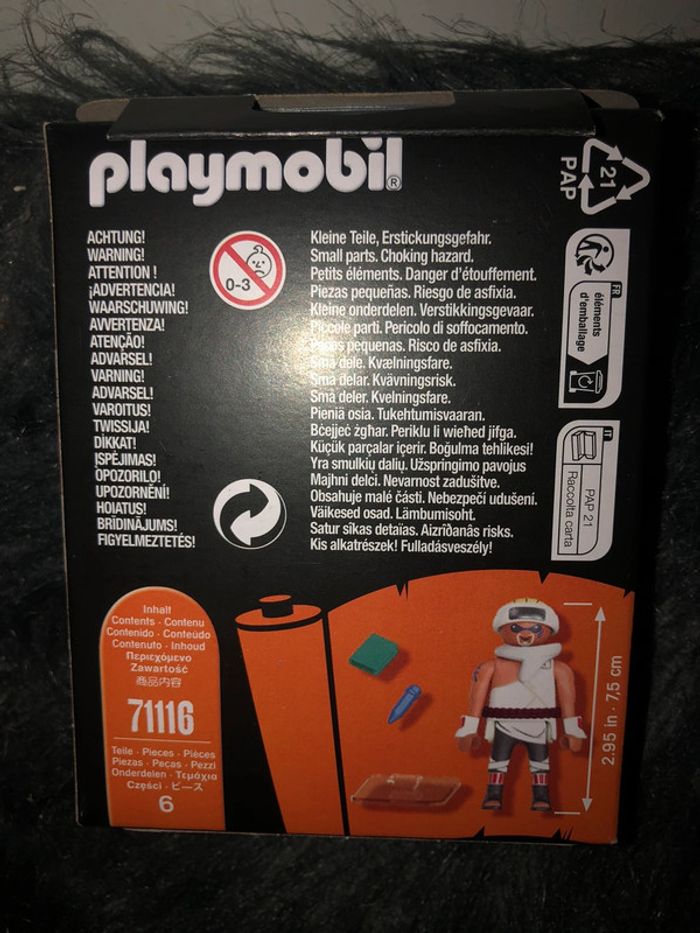 playmobil®
21
PAP
ACHTUNG!
WARNING!
ATTENTION !
¡ADVERTENCIA!
WAARSCHUWING!
AVVERTENZA!
ATENÇÃO!
ADVARSEL!
VARNING!
ADVARSEL!
VAROITUS!
TWISSIJA!
DİKKAT!
ĮSPĖJIMAS!
OPOZORILO!
UPOZORNĚNÍ!
HOIATUS!
BRĪDINĀJUMS!
FIGYELMEZTETÉS!
0-3
Kleine Teile, Erstickungsgefahr.
Small parts. Choking hazard.
Petits éléments. Danger d'étouffement.
Piezas pequeñas. Riesgo de asfixia.
Kleine onderdelen. Verstikkingsgevaar.
Piccole parti. Pericolo di soffocamento.
Peças pequenas. Risco de asfixia.
Små dele. Kvælningsfare.
Små delar. Kvävningsrisk.
Små deler. Kvelningsfare.
Pieniä osia. Tukehtumisvaaran.
Bċejjeċ żgħar. Periklu li wieħed jifga.
Küçük parçalar içerir. Boğulma tehlikesi!
Yra smulkių dalių. Užspringimo pavojus
Majhni delci. Nevarnost zadušitve.
Obsahuje malé části. Nebezpečí udušení.
Väikesed osad. Lämbumisoht.
Satur sīkas detaļas. Aizrīšanās risks.
Kis alkatrészek! Fulladásveszély!
FR
éléments
d'emballage
IT
PAP 21
Raccolta carta
Inhalt
Contents · Contenu
Contenido · Conteúdo
Contenuto · Inhoud
Περιεχόμενο
Zawartość
商品内容
71116
Teile · Pieces · Pièces
Piezas · Peças · Pezzi
Onderdelen · Τεμάχια
Części · ピース
6
2.95 in · 7,5 cm